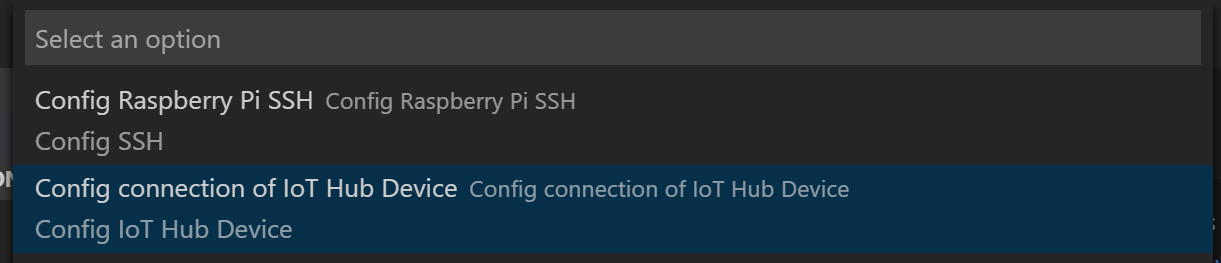 Select an option
Config Raspberry Pi SSH Config Raspberry Pi SSH
Config SSH
Config connection of IoT Hub Device Config connection of IoT Hub Device
Config IoT Hub Device